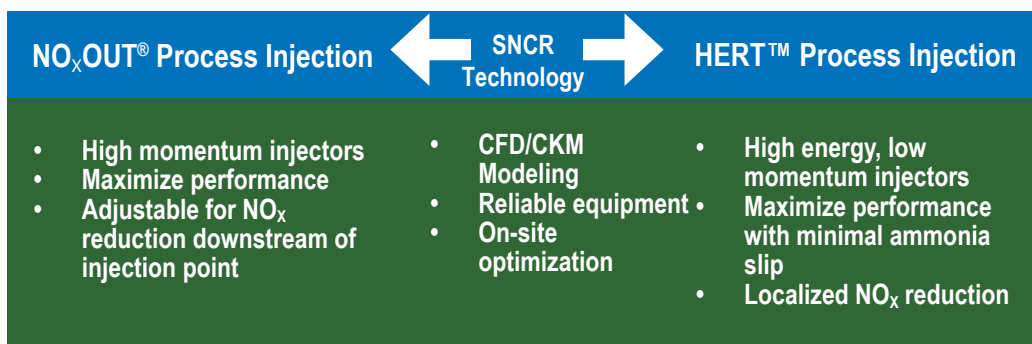 NOxOUT® Process Injection
SNCR
Technology
HERT™ Process Injection
• High momentum injectors
• Maximize performance
• Adjustable for NOx
reduction downstream of
injection point
• CFD/CKM
Modeling
• Reliable equipment
• On-site
optimization
• High energy, low
momentum injectors
• Maximize performance
with minimal ammonia
slip
• Localized NOx reduction